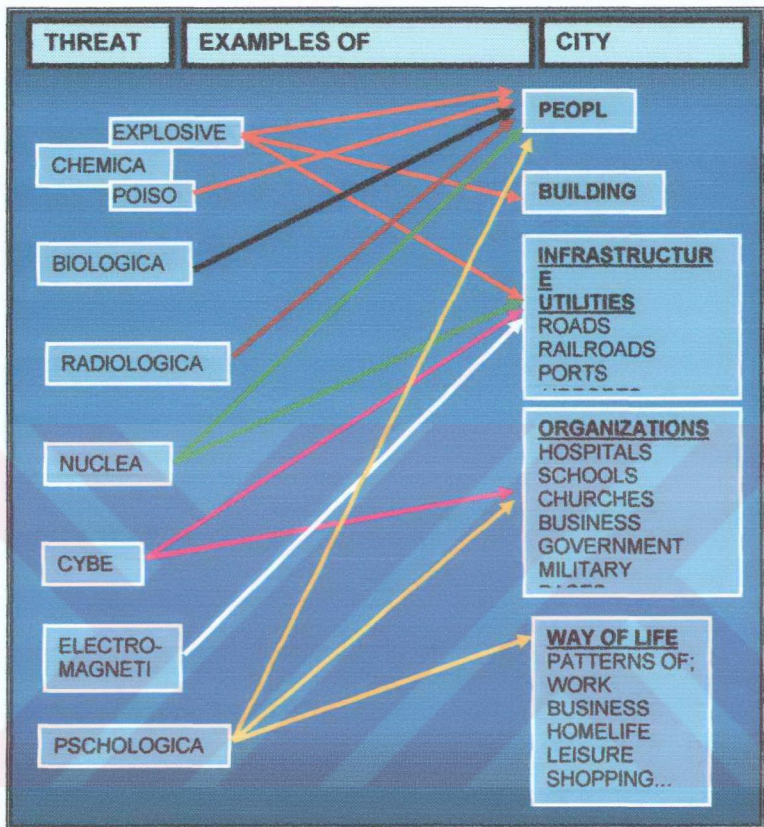 THREAT
EXAMPLES OF
CITY
EXPLOSIVE
CHEMICA
POISO
BIOLOGICA
RADIOLOGICA
NUCLEA
CYBE
ELECTRO-
MAGNETI
PSCHOLOGICA
PEOPL
BUILDING
INFRASTRUCTUR
E
UTILITIES
ROADS
RAILROADS
PORTS
ORGANIZATIONS
HOSPITALS
SCHOOLS
CHURCHES
BUSINESS
GOVERNMENT
MILITARY
WAY OF LIFE
PATTERNS OF;
WORK
BUSINESS
HOMELIFE
LEISURE
SHOPPING...